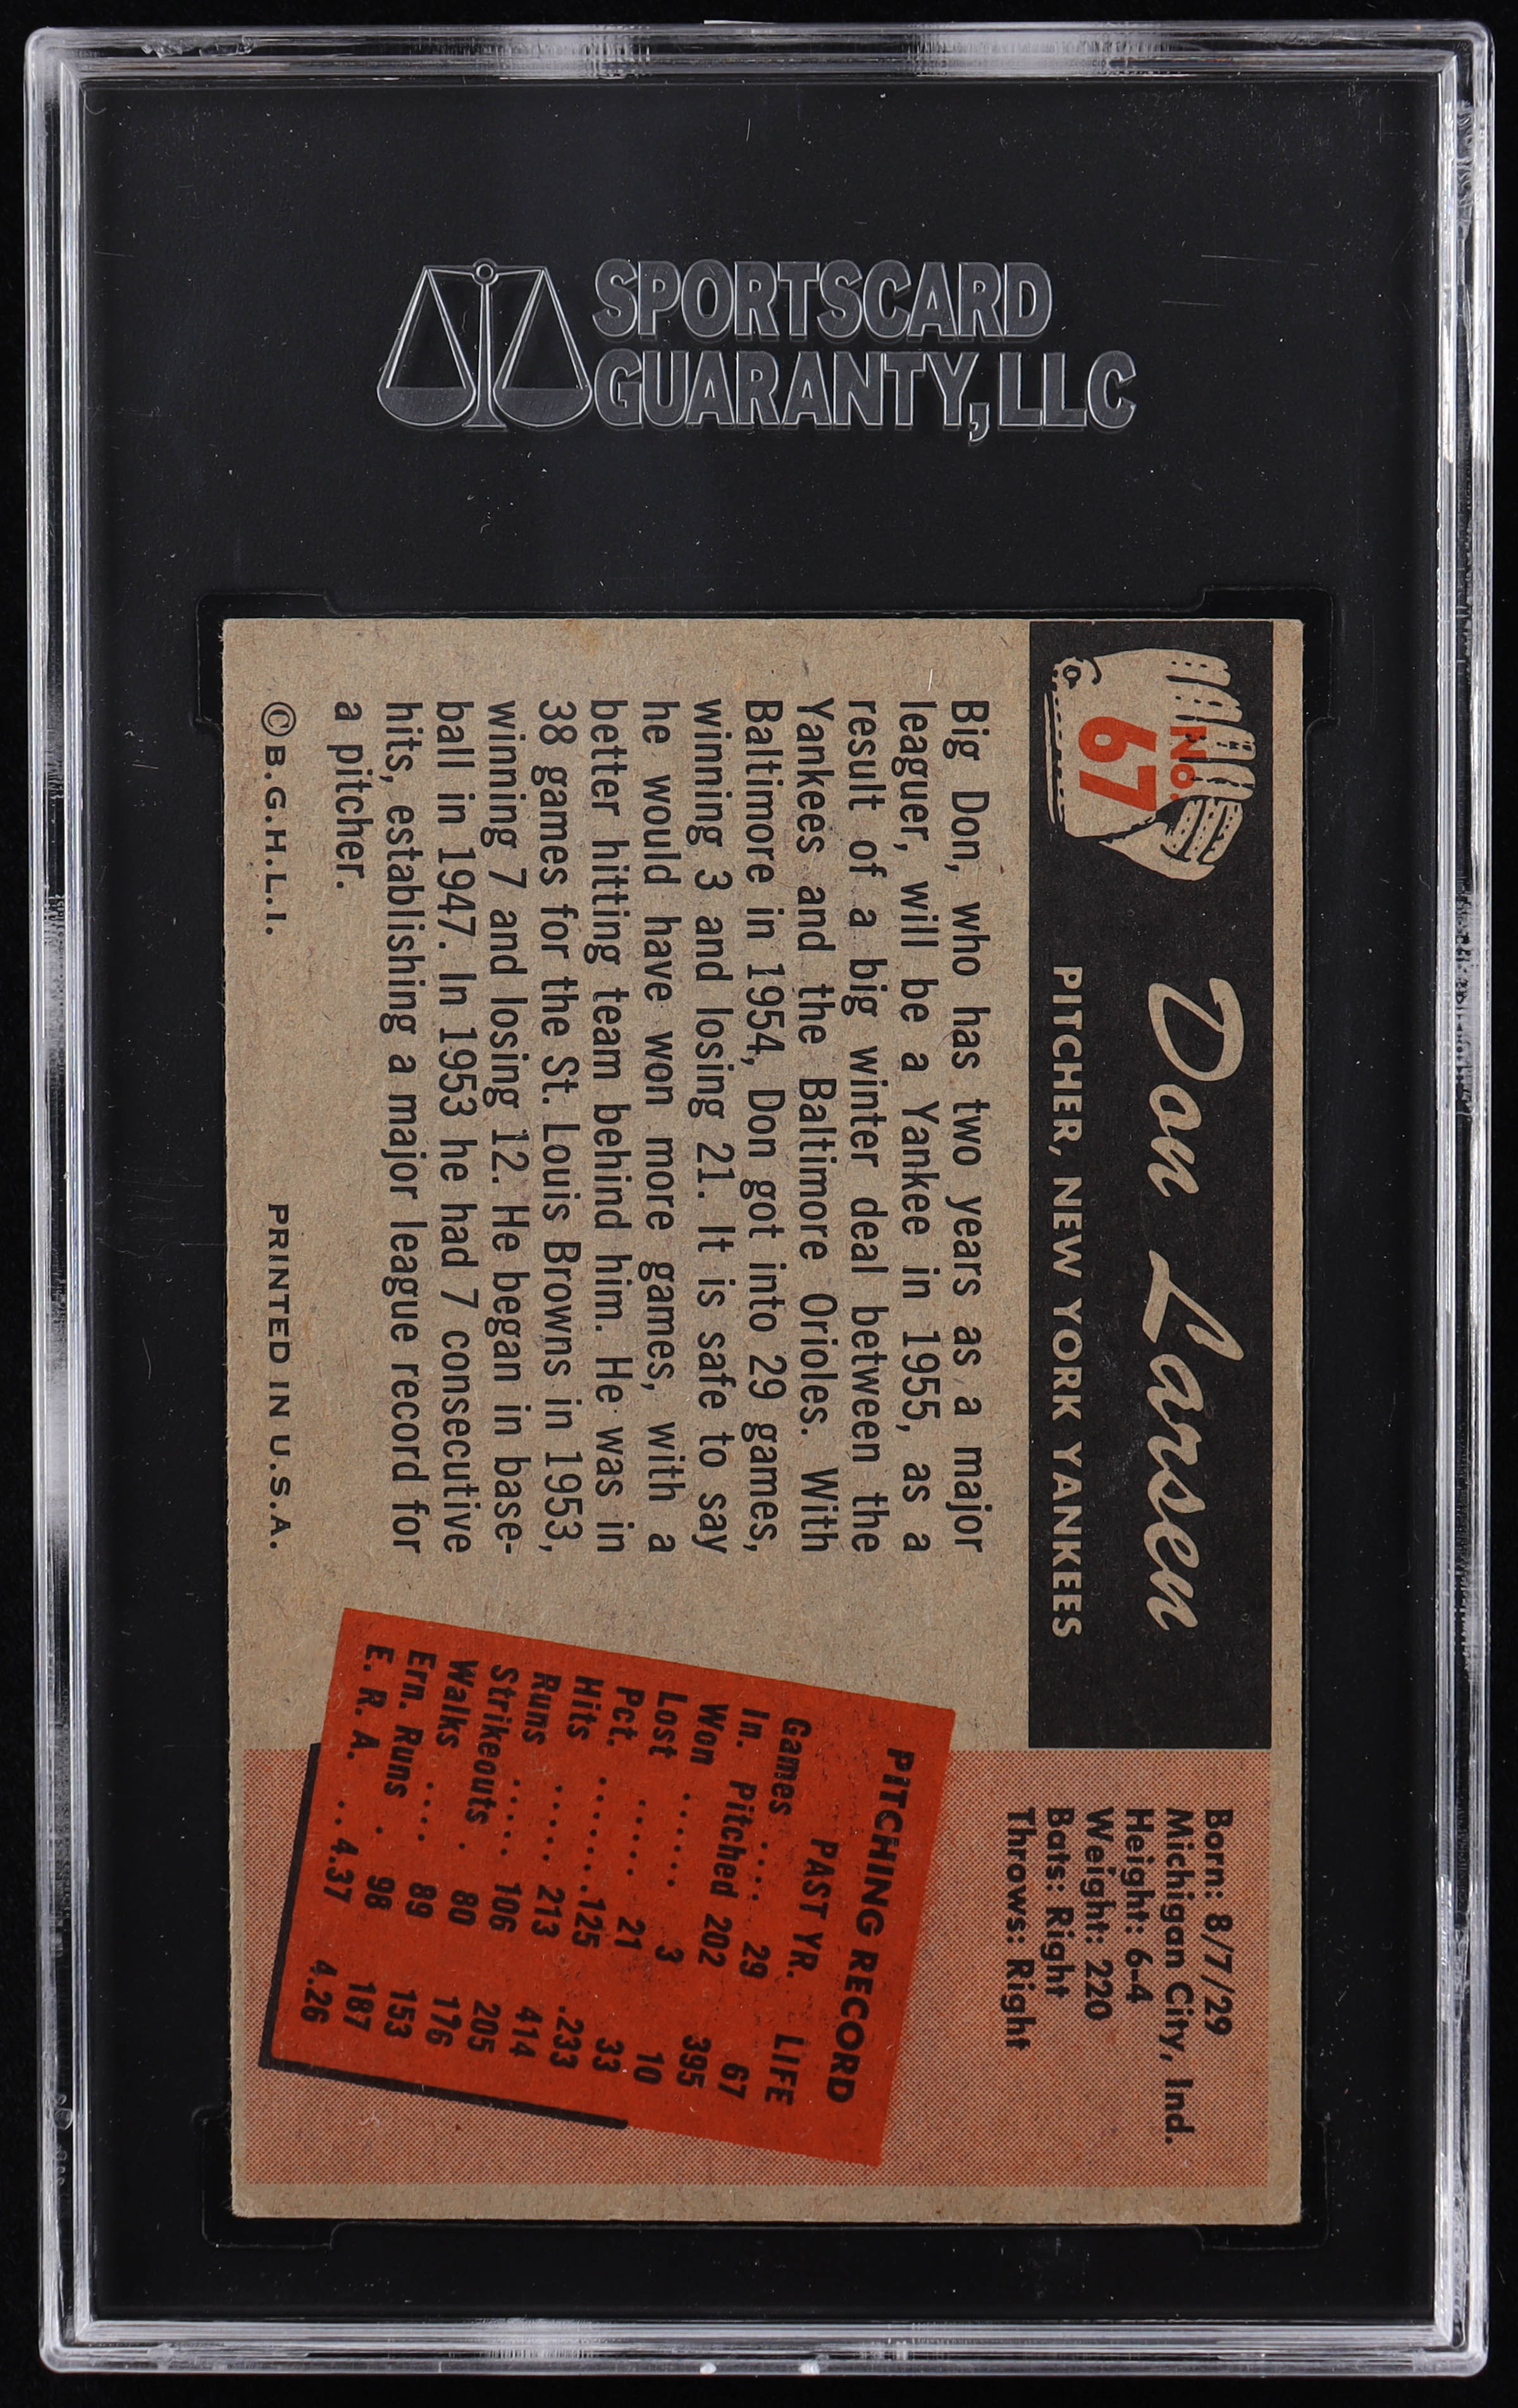 SPORTSCARD
GUARANTY, LLC
No.
67
Don Larsen
PITCHER, NEW YORK YANKEES
Big Don, who has two years as a major
leaguer, will be a Yankee in 1955, as a
result of a big winter deal between the
Yankees and the Baltimore Orioles. With
Baltimore in 1954, Don got into 29 games,
winning 3 and losing 21. It is safe to say
he would have won more games, with a
better hitting team behind him. He was in
38 games for the St. Louis Browns in 1953,
winning 7 and losing 12. He began in base-
ball in 1947. In 1953 he had 7 consecutive
hits, establishing a major league record for
a pitcher.
© B.G.H.L.I.
PRINTED IN U.S.A.
Born: 8/7/29
Michigan City, Ind.
Height: 6-4
Weight: 220
Bats: Right
Throws: Right
PITCHING RECORD
PAST YR. LIFE
Games .... 29 67
In. Pitched 202 395
Won ...... 3 10
Lost ..... 21 33
Pct. .......125 .233
Hits ..... 213 414
Runs ..... 106 205
Strikeouts . 80 176
Walks .... 89 153
Ern. Runs . 98 187
E. R. A. ..4.37 4.26